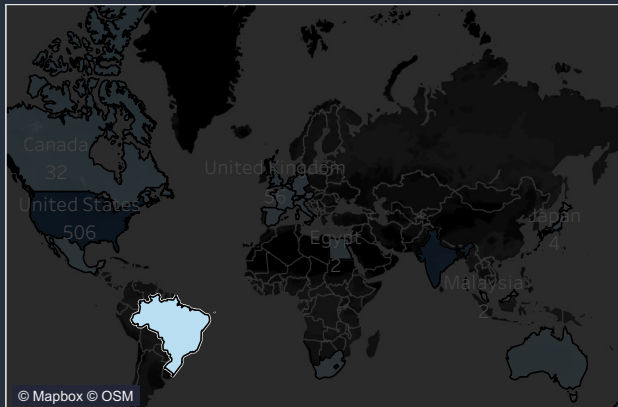 Canada
32
United Kingdom
United States
506
Egypt
2
Japan
4
Malaysia
2
© Mapbox © OSM